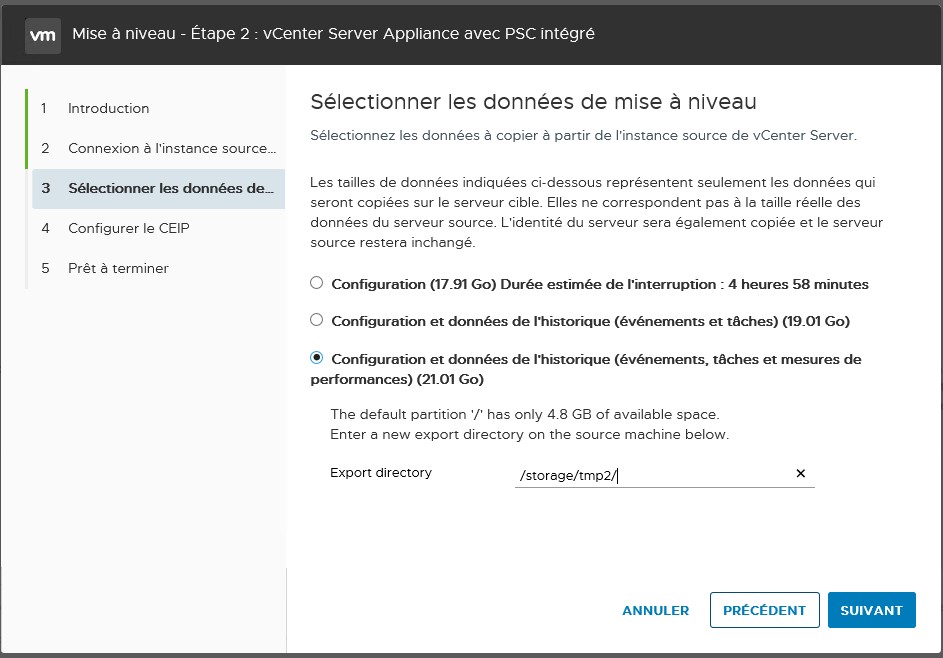 vm Mise à niveau - Étape 2 : vCenter Server Appliance avec PSC intégré
1 Introduction
2 Connexion à l'instance source...
3 Sélectionner les données de...
4 Configurer le CEIP
5 Prêt à terminer
Sélectionner les données de mise à niveau
Sélectionnez les données à copier à partir de l'instance source de vCenter Server.
Les tailles de données indiquées ci-dessous représentent seulement les données qui
seront copiées sur le serveur cible. Elles ne correspondent pas à la taille réelle des
données du serveur source. L'identité du serveur sera également copiée et le serveur
source restera inchangé.
Configuration (17.91 Go) Durée estimée de l'interruption : 4 heures 58 minutes
Configuration et données de l'historique (événements et tâches) (19.01 Go)
Configuration et données de l'historique (événements, tâches et mesures de
performances) (21.01 Go)
The default partition '/' has only 4.8 GB of available space.
Enter a new export directory on the source machine below.
Export directory /storage/tmp2/
ANNULER PRÉCÉDENT SUIVANT